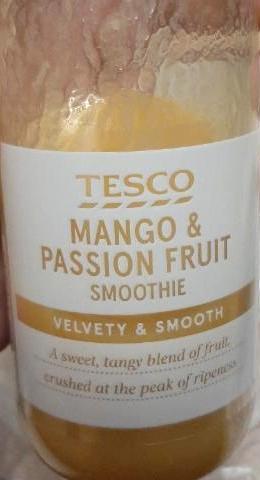 TESCO
MANGO &
PASSION FRUIT
SMOOTHIE
VELVETY & SMOOTH
A sweet, tangy blend of fruit,
crushed at the peak of ripeness.